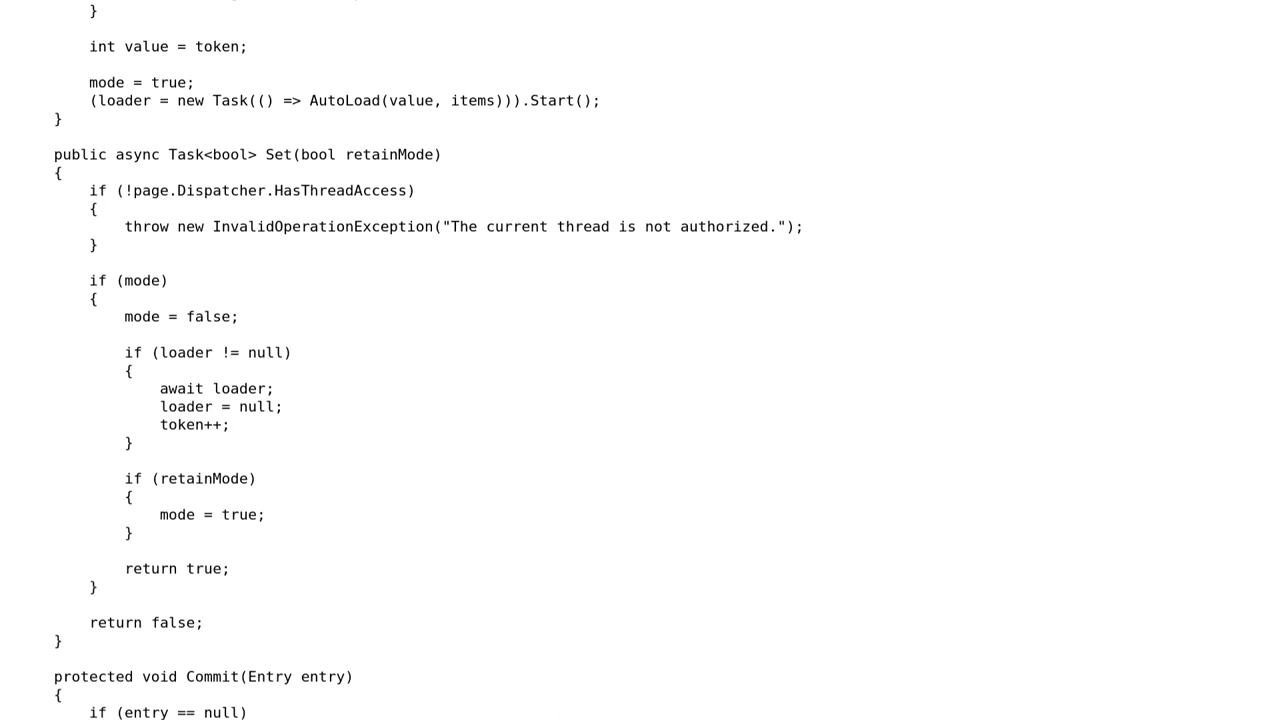 }
int value = token;
mode = true;
(loader = new Task(() => AutoLoad(value, items))).Start();
}
public async Task<bool> Set(bool retainMode)
{
if (!page.Dispatcher.HasThreadAccess)
{
throw new InvalidOperationException("The current thread is not authorized.");
}
if (mode)
{
mode = false;
if (loader != null)
{
await loader;
loader = null;
token++;
}
if (retainMode)
{
mode = true;
}
return true;
}
return false;
}
protected void Commit(Entry entry)
{
if (entry == null)